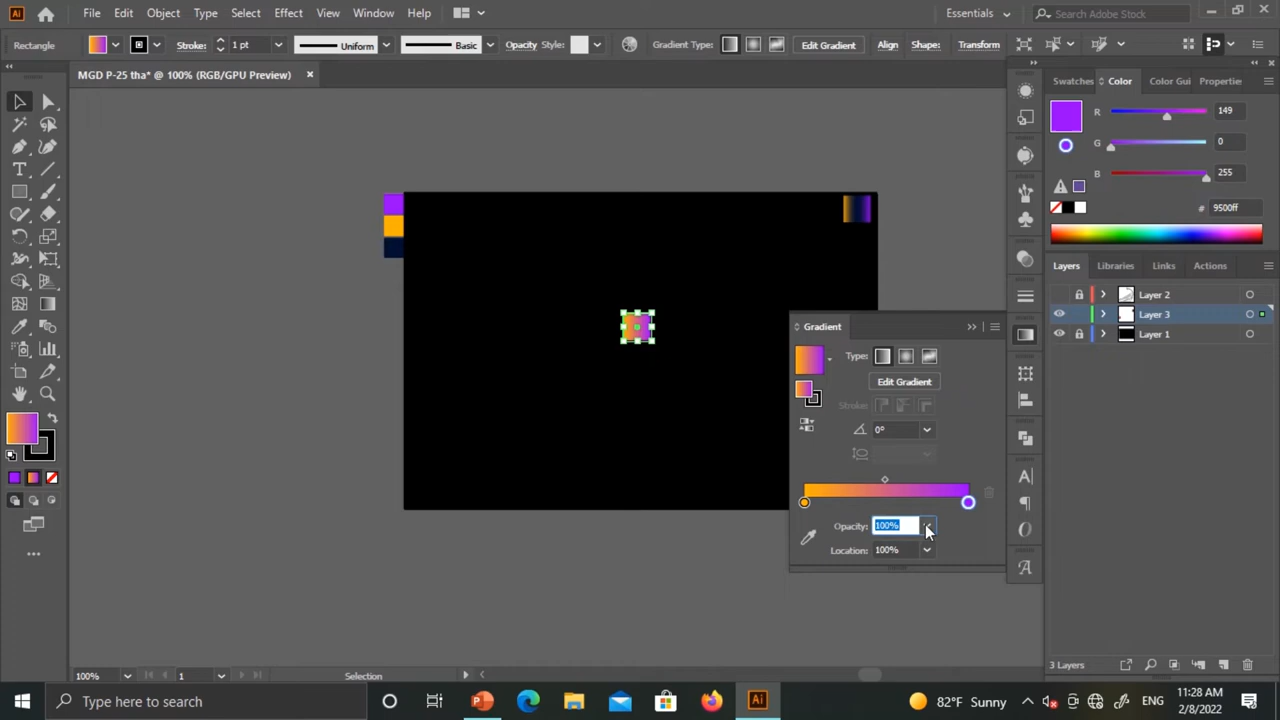 Ai File Edit Object Type Select Effect View Window Help Essentials Search Adobe Stock
Rectangle Stroke: 1 pt Uniform Basic Opacity Style: Gradient Type: Edit Gradient Align Shape: Transform
MGD P-25 tha* @ 100% (RGB/GPU Preview)
Swatches Color Color Gui Properties
R 149
G 0
B 255
# 9500ff
Layers Libraries Links Actions
Layer 2
Layer 3
Layer 1
Gradient
Type:
Edit Gradient
Stroke:
0°
Opacity: 100%
Location: 100%
100% 1 Selection 3 Layers
Type here to search 82°F Sunny ENG 11:28 AM
2/8/2022